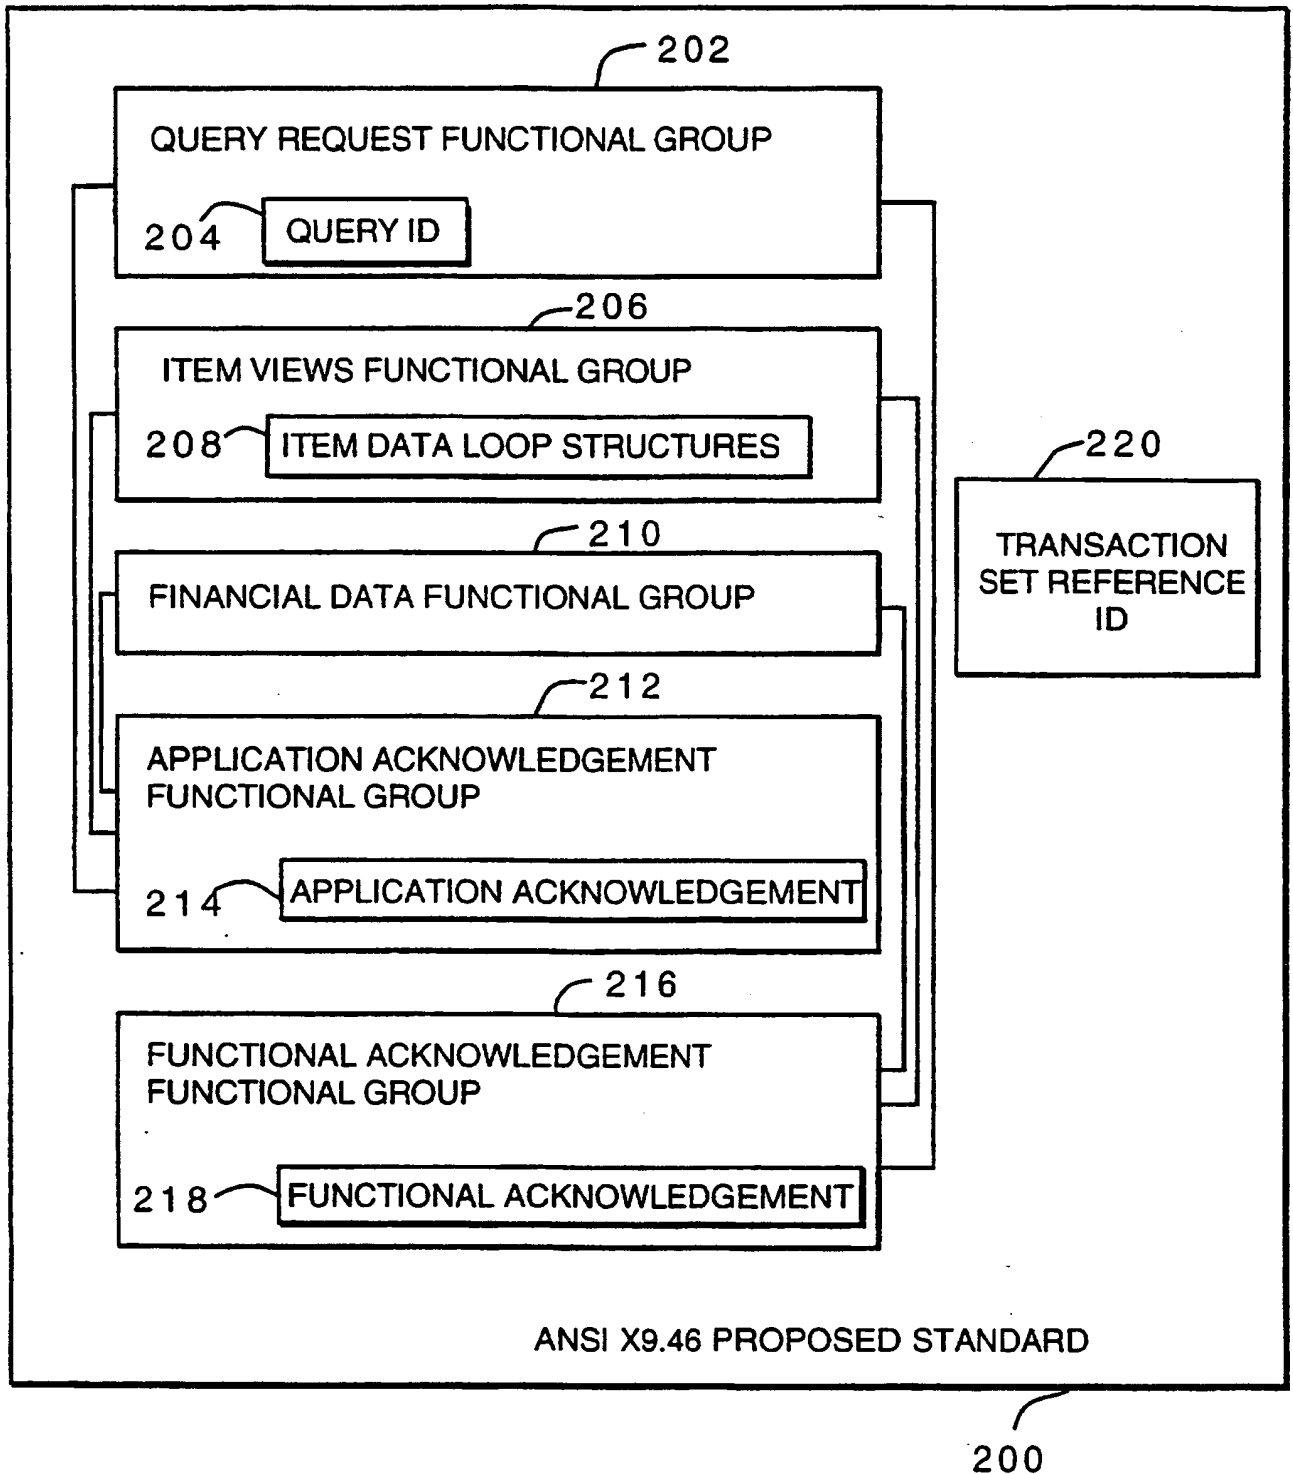 202
QUERY REQUEST FUNCTIONAL GROUP
204
QUERY ID
206
ITEM VIEWS FUNCTIONAL GROUP
208
ITEM DATA LOOP STRUCTURES
220
TRANSACTION
SET REFERENCE
ID
210
FINANCIAL DATA FUNCTIONAL GROUP
212
APPLICATION ACKNOWLEDGEMENT
FUNCTIONAL GROUP
214
APPLICATION ACKNOWLEDGEMENT
216
FUNCTIONAL ACKNOWLEDGEMENT
FUNCTIONAL GROUP
218
FUNCTIONAL ACKNOWLEDGEMENT
ANSI X9.46 PROPOSED STANDARD
200